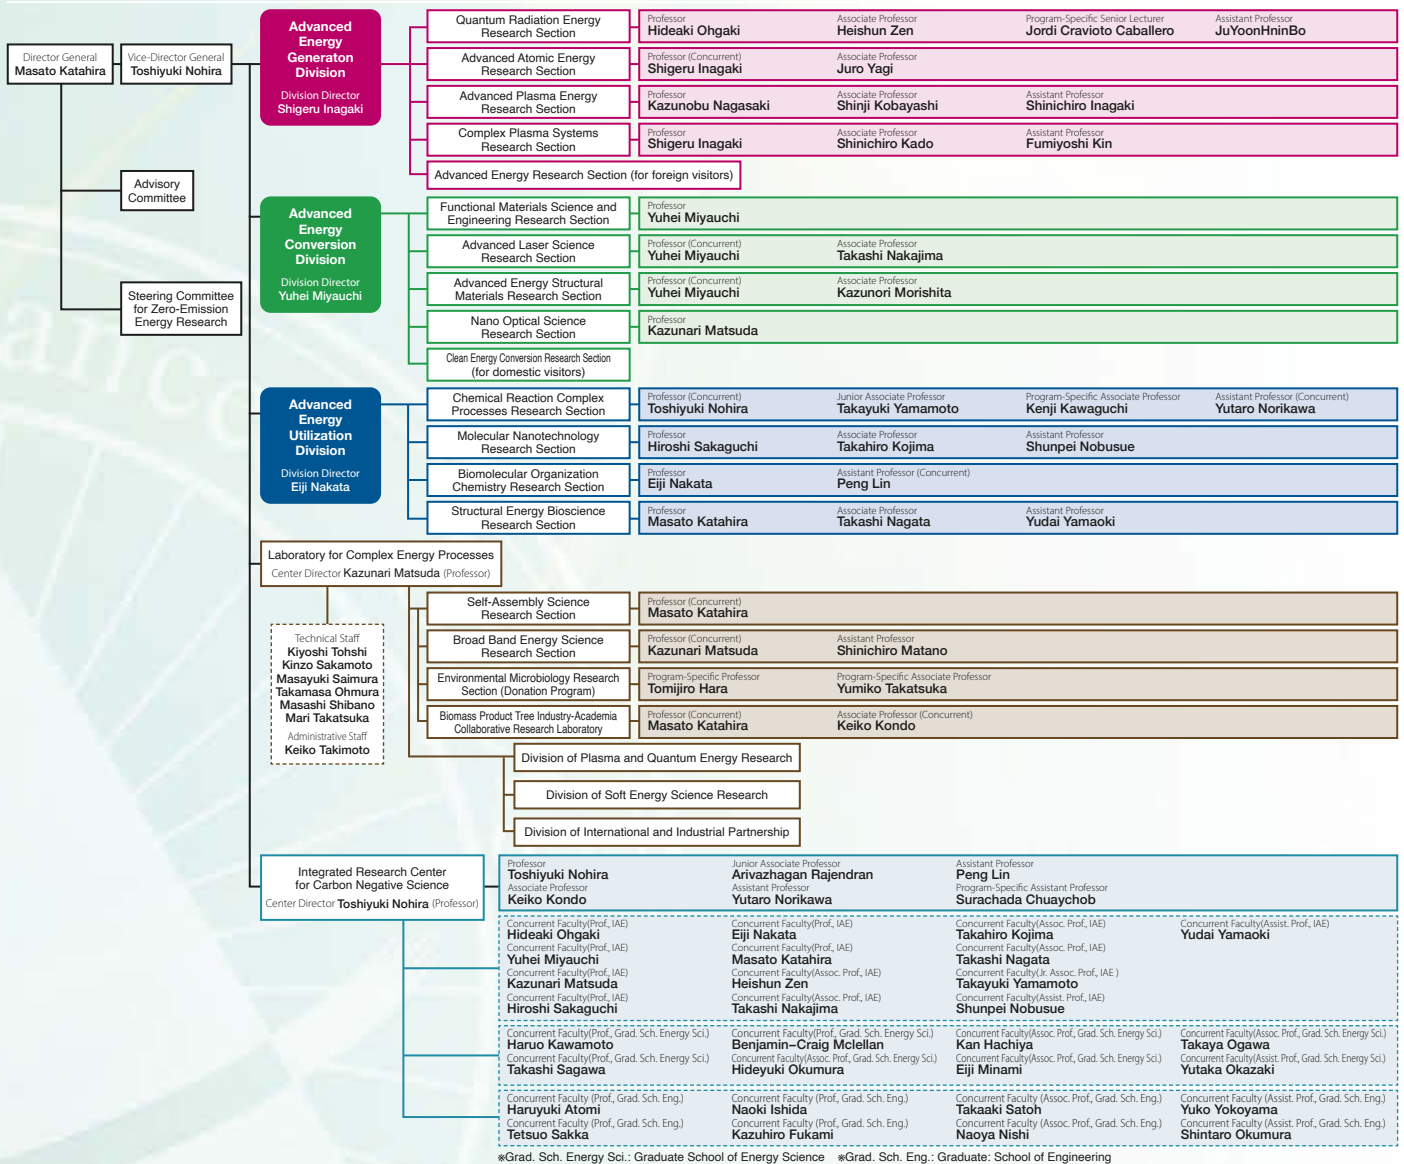 Director General
Masato Katahira
Vice-Director General
Toshiyuki Nohira
Advisory
Committee
Steering Committee
for Zero-Emission
Energy Research
Advanced
Energy
Generaton
Division
Division Director
Shigeru Inagaki
Quantum Radiation Energy
Research Section
Professor
Hideaki Ohgaki
Associate Professor
Heishun Zen
Program-Specific Senior Lecturer
Jordi Cravioto Caballero
Assistant Professor
JuYoonHninBo
Advanced Atomic Energy
Research Section
Professor (Concurrent)
Shigeru Inagaki
Associate Professor
Juro Yagi
Advanced Plasma Energy
Research Section
Professor
Kazunobu Nagasaki
Associate Professor
Shinji Kobayashi
Assistant Professor
Shinichiro Inagaki
Complex Plasma Systems
Research Section
Professor
Shigeru Inagaki
Associate Professor
Shinichiro Kado
Assistant Professor
Fumiyoshi Kin
Advanced Energy Research Section (for foreign visitors)
Advanced
Energy
Conversion
Division
Division Director
Yuhei Miyauchi
Functional Materials Science and
Engineering Research Section
Professor
Yuhei Miyauchi
Advanced Laser Science
Research Section
Professor (Concurrent)
Yuhei Miyauchi
Associate Professor
Takashi Nakajima
Advanced Energy Structural
Materials Research Section
Professor (Concurrent)
Yuhei Miyauchi
Associate Professor
Kazunori Morishita
Nano Optical Science
Research Section
Professor
Kazunari Matsuda
Clean Energy Conversion Research Section
(for domestic visitors)
Advanced
Energy
Utilization
Division
Division Director
Eiji Nakata
Chemical Reaction Complex
Processes Research Section
Professor (Concurrent)
Toshiyuki Nohira
Junior Associate Professor
Takayuki Yamamoto
Program-Specific Associate Professor
Kenji Kawaguchi
Assistant Professor (Concurrent)
Yutaro Norikawa
Molecular Nanotechnology
Research Section
Professor
Hiroshi Sakaguchi
Associate Professor
Takahiro Kojima
Assistant Professor
Shunpei Nobusue
Biomolecular Organization
Chemistry Research Section
Professor
Eiji Nakata
Assistant Professor (Concurrent)
Peng Lin
Structural Energy Bioscience
Research Section
Professor
Masato Katahira
Associate Professor
Takashi Nagata
Assistant Professor
Yudai Yamaoki
Laboratory for Complex Energy Processes
Center Director Kazunari Matsuda (Professor)
Technical Staff
Kiyoshi Tohshi
Kinzo Sakamoto
Masayuki Saimura
Takamasa Ohmura
Masashi Shibano
Mari Takatsuka
Administrative Staff
Keiko Takimoto
Self-Assembly Science
Research Section
Professor (Concurrent)
Masato Katahira
Broad Band Energy Science
Research Section
Professor (Concurrent)
Kazunari Matsuda
Assistant Professor
Shinichiro Matano
Environmental Microbiology Research
Section (Donation Program)
Program-Specific Professor
Tomijiro Hara
Program-Specific Associate Professor
Yumiko Takatsuka
Biomass Product Tree Industry-Academia
Collaborative Research Laboratory
Professor (Concurrent)
Masato Katahira
Associate Professor (Concurrent)
Keiko Kondo
Division of Plasma and Quantum Energy Research
Division of Soft Energy Science Research
Division of International and Industrial Partnership
Integrated Research Center
for Carbon Negative Science
Center Director Toshiyuki Nohira (Professor)
Professor
Toshiyuki Nohira
Junior Associate Professor
Arivazhagan Rajendran
Assistant Professor
Peng Lin
Associate Professor
Keiko Kondo
Assistant Professor
Yutaro Norikawa
Program-Specific Assistant Professor
Surachada Chuaychob
Concurrent Faculty(Prof., IAE)
Hideaki Ohgaki
Concurrent Faculty(Prof., IAE)
Eiji Nakata
Concurrent Faculty(Assoc. Prof., IAE)
Takahiro Kojima
Concurrent Faculty(Assist. Prof., IAE)
Yudai Yamaoki
Concurrent Faculty(Prof., IAE)
Yuhei Miyauchi
Concurrent Faculty(Prof., IAE)
Masato Katahira
Concurrent Faculty(Assoc. Prof., IAE)
Takashi Nagata
Concurrent Faculty(Prof., IAE)
Kazunari Matsuda
Concurrent Faculty(Assoc. Prof., IAE)
Heishun Zen
Concurrent Faculty(Jr. Assoc. Prof., IAE )
Takayuki Yamamoto
Concurrent Faculty(Prof., IAE)
Hiroshi Sakaguchi
Concurrent Faculty(Assoc. Prof., IAE)
Takashi Nakajima
Concurrent Faculty(Assist. Prof., IAE)
Shunpei Nobusue
Concurrent Faculty(Prof., Grad. Sch. Energy Sci.)
Haruo Kawamoto
Concurrent Faculty(Prof., Grad. Sch. Energy Sci.)
Benjamin-Craig Mclellan
Concurrent Faculty(Assoc. Prof., Grad. Sch. Energy Sci.)
Kan Hachiya
Concurrent Faculty(Assoc. Prof., Grad. Sch. Energy Sci.)
Takaya Ogawa
Concurrent Faculty(Prof., Grad. Sch. Energy Sci.)
Takashi Sagawa
Concurrent Faculty(Assoc. Prof., Grad. Sch. Energy Sci.)
Hideyuki Okumura
Concurrent Faculty(Assoc. Prof., Grad. Sch. Energy Sci.)
Eiji Minami
Concurrent Faculty(Assist. Prof., Grad. Sch. Energy Sci.)
Yutaka Okazaki
Concurrent Faculty (Prof., Grad. Sch. Eng.)
Haruyuki Atomi
Concurrent Faculty (Prof., Grad. Sch. Eng.)
Naoki Ishida
Concurrent Faculty (Assoc. Prof., Grad. Sch. Eng.)
Takaaki Satoh
Concurrent Faculty (Assist. Prof., Grad. Sch. Eng.)
Yuko Yokoyama
Concurrent Faculty (Prof., Grad. Sch. Eng.)
Tetsuo Sakka
Concurrent Faculty (Prof., Grad. Sch. Eng.)
Kazuhiro Fukami
Concurrent Faculty (Assoc. Prof., Grad. Sch. Eng.)
Naoya Nishi
Concurrent Faculty (Assist. Prof., Grad. Sch. Eng.)
Shintaro Okumura
※Grad. Sch. Energy Sci.: Graduate School of Energy Science ※Grad. Sch. Eng.: Graduate: School of Engineering